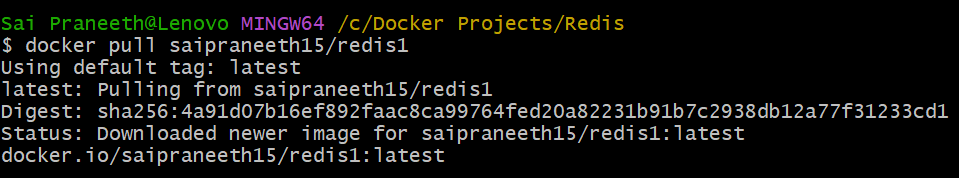 Sai Praneeth@Lenovo MINGW64 /c/Docker Projects/Redis
$ docker pull saipraneeth15/redis1
Using default tag: latest
latest: Pulling from saipraneeth15/redis1
Digest: sha256:4a91d07b16ef892faac8ca99764fed20a82231b91b7c2938db12a77f31233cd1
Status: Downloaded newer image for saipraneeth15/redis1:latest
docker.io/saipraneeth15/redis1:latest